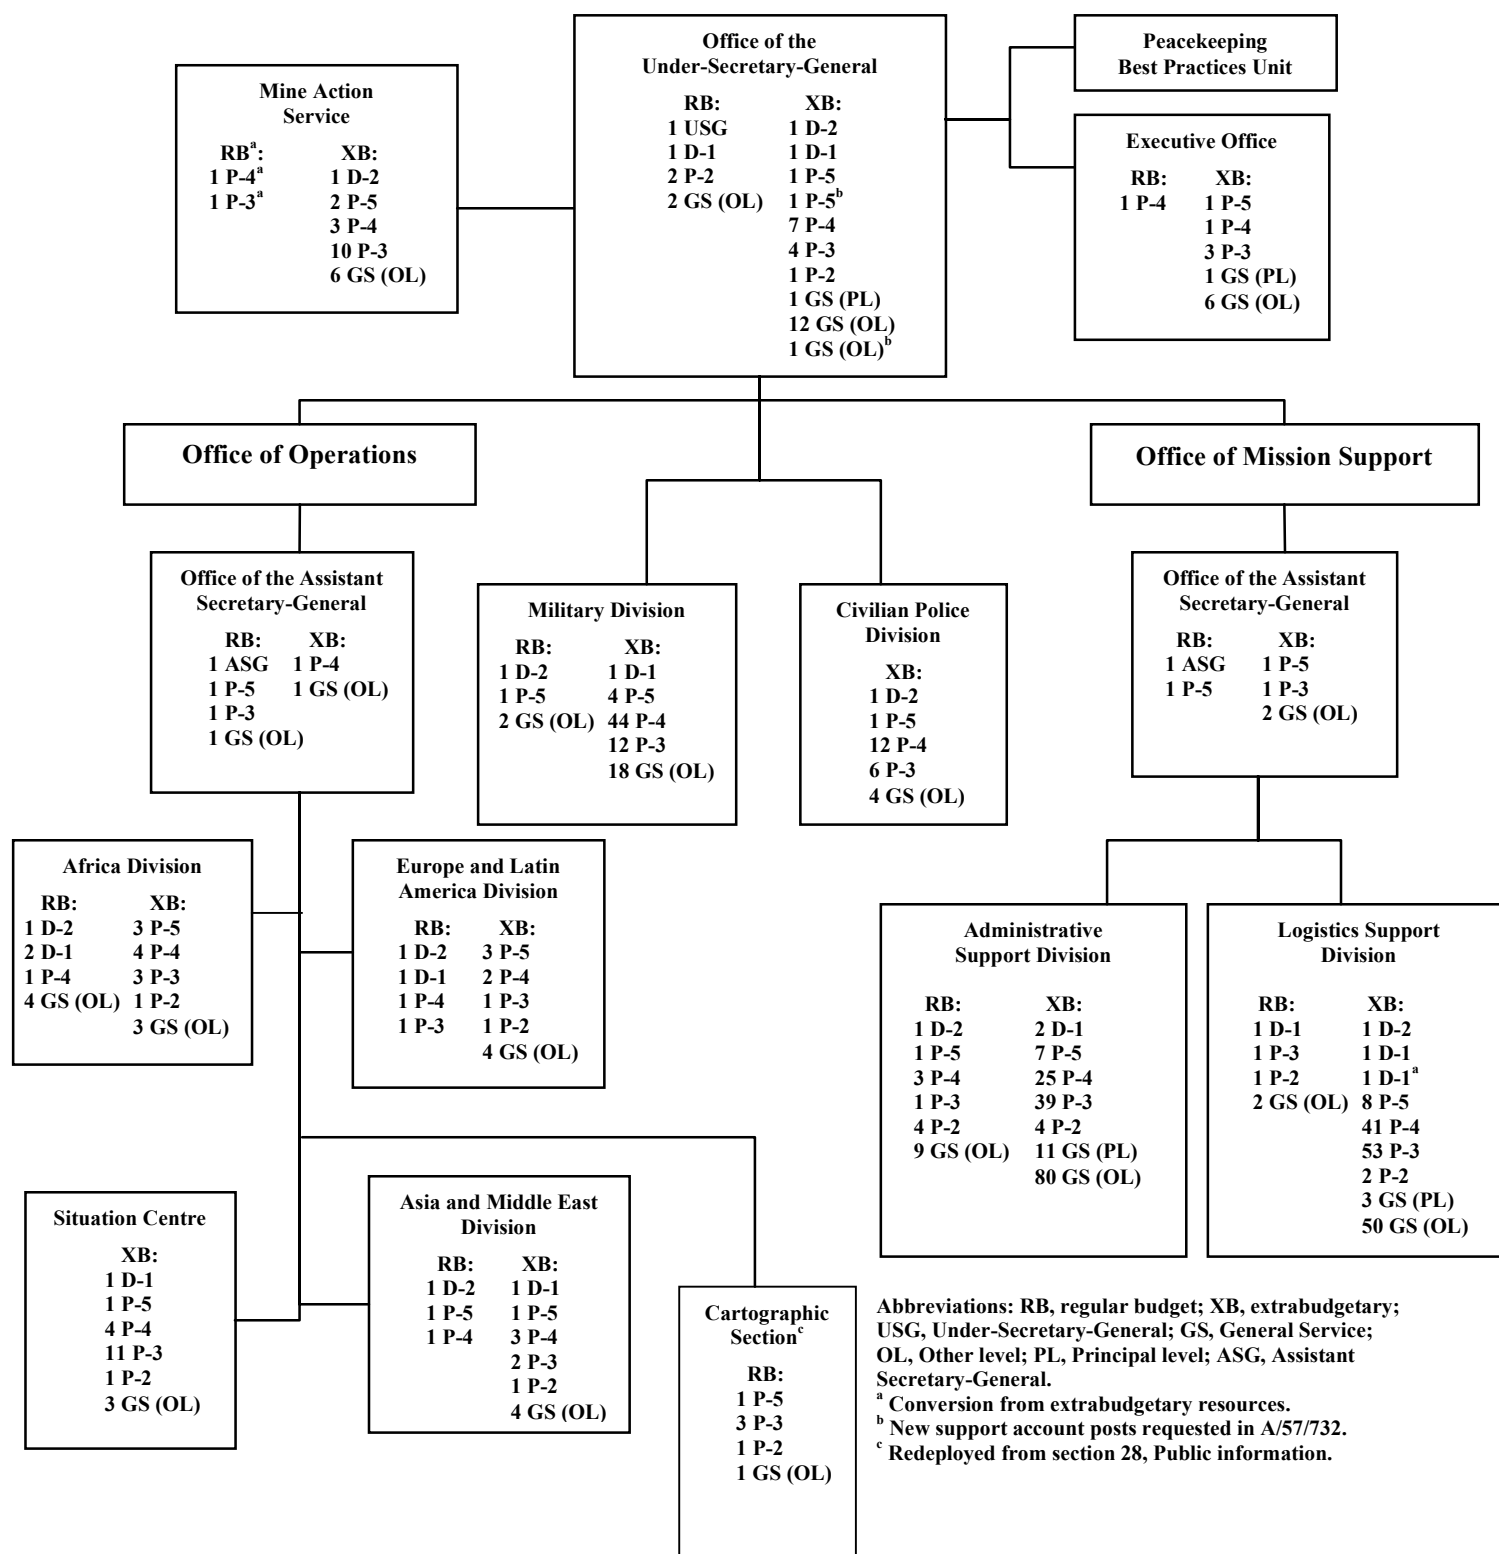 Office of the
Under-Secretary-General
RB:
1 USG
1 D-1
2 P-2
2 GS (OL)
XB:
1 D-2
1 D-1
1 P-5
1 P-5b
7 P-4
4 P-3
1 P-2
1 GS (PL)
12 GS (OL)
1 GS (OL)b
Peacekeeping
Best Practices Unit
Mine Action
Service
RBa:
1 P-4a
1 P-3a
XB:
1 D-2
2 P-5
3 P-4
10 P-3
6 GS (OL)
Executive Office
RB:
1 P-4
XB:
1 P-5
1 P-4
3 P-3
1 GS (PL)
6 GS (OL)
Office of Operations
Office of Mission Support
Office of the Assistant
Secretary-General
RB:
1 ASG
1 P-5
1 P-3
1 GS (OL)
XB:
1 P-4
1 GS (OL)
Military Division
RB:
1 D-2
1 P-5
2 GS (OL)
XB:
1 D-1
4 P-5
44 P-4
12 P-3
18 GS (OL)
Civilian Police
Division
XB:
1 D-2
1 P-5
12 P-4
6 P-3
4 GS (OL)
Office of the Assistant
Secretary-General
RB:
1 ASG
1 P-5
XB:
1 P-5
1 P-3
2 GS (OL)
Africa Division
RB:
1 D-2
2 D-1
1 P-4
4 GS (OL)
XB:
3 P-5
4 P-4
3 P-3
1 P-2
3 GS (OL)
Europe and Latin
America Division
RB:
1 D-2
1 D-1
1 P-4
1 P-3
XB:
3 P-5
2 P-4
1 P-3
1 P-2
4 GS (OL)
Administrative
Support Division
RB:
1 D-2
1 P-5
3 P-4
1 P-3
4 P-2
9 GS (OL)
XB:
2 D-1
7 P-5
25 P-4
39 P-3
4 P-2
11 GS (PL)
80 GS (OL)
Logistics Support
Division
RB:
1 D-1
1 P-3
1 P-2
2 GS (OL)
XB:
1 D-2
1 D-1
1 D-1a
8 P-5
41 P-4
53 P-3
2 P-2
3 GS (PL)
50 GS (OL)
Situation Centre
XB:
1 D-1
1 P-5
4 P-4
11 P-3
1 P-2
3 GS (OL)
Asia and Middle East
Division
RB:
1 D-2
1 P-5
1 P-4
XB:
1 D-1
1 P-5
3 P-4
2 P-3
1 P-2
4 GS (OL)
Cartographic
Sectionc
RB:
1 P-5
3 P-3
1 P-2
1 GS (OL)
Abbreviations: RB, regular budget; XB, extrabudgetary;
USG, Under-Secretary-General; GS, General Service;
OL, Other level; PL, Principal level; ASG, Assistant
Secretary-General.
a Conversion from extrabudgetary resources.
b New support account posts requested in A/57/732.
c Redeployed from section 28, Public information.